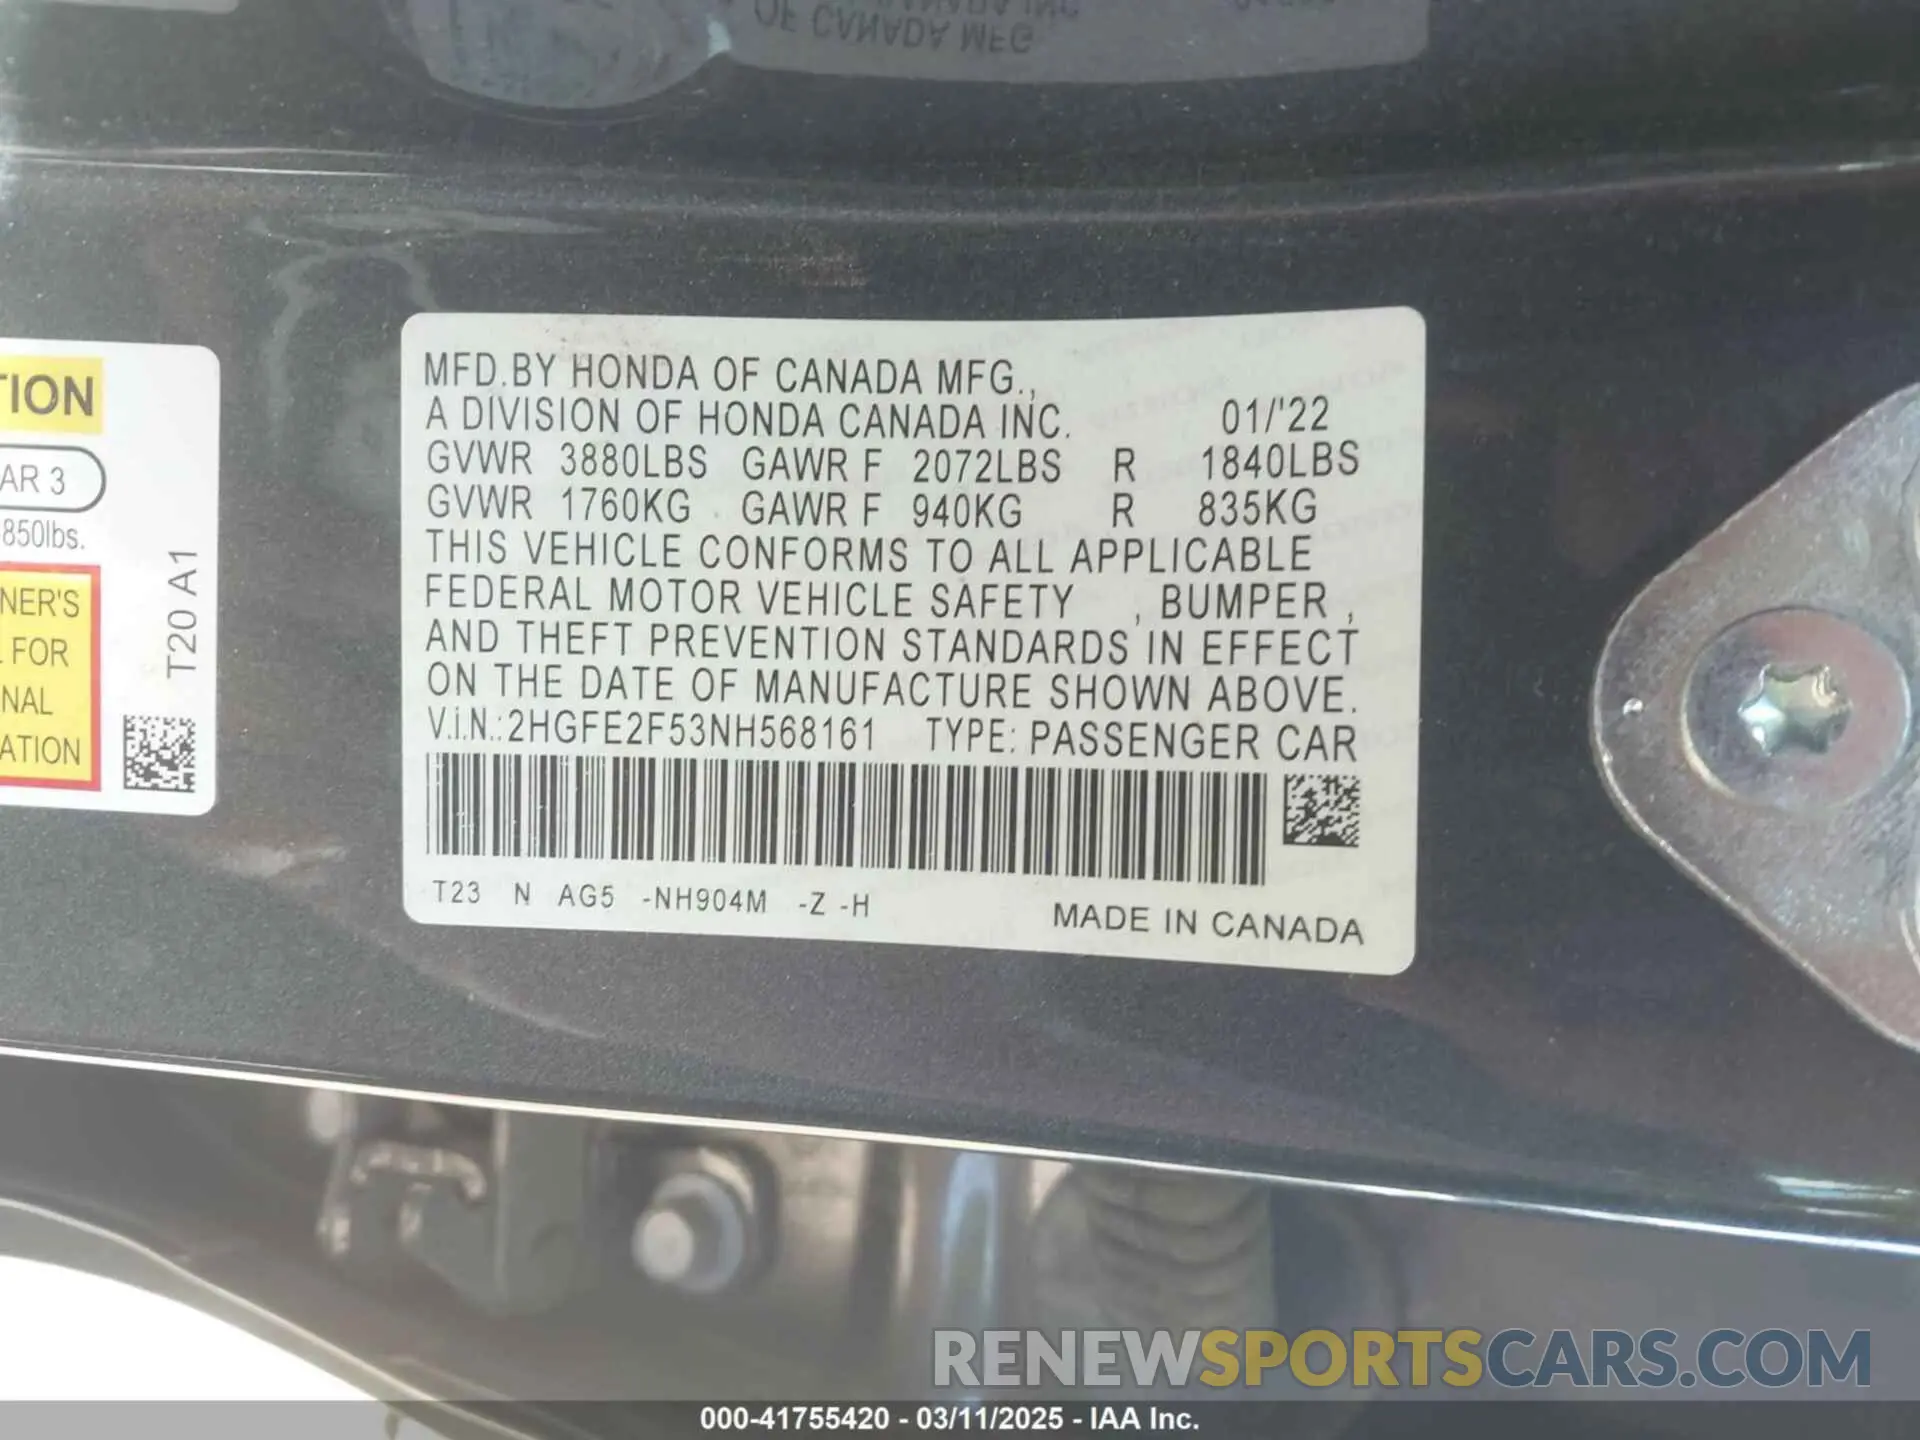 OF CANADA MFG
TION
AR 3
850lbs.
NER'S
FOR
NAL
ATION
T20 A1
MFD.BY HONDA OF CANADA MFG.,
A DIVISION OF HONDA CANADA INC. 01/'22
GVWR 3880LBS GAWR F 2072LBS R 1840LBS
GVWR 1760KG GAWR F 940KG R 835KG
THIS VEHICLE CONFORMS TO ALL APPLICABLE
FEDERAL MOTOR VEHICLE SAFETY , BUMPER ,
AND THEFT PREVENTION STANDARDS IN EFFECT
ON THE DATE OF MANUFACTURE SHOWN ABOVE.
V.I.N.: 2HGFE2F53NH568161 TYPE: PASSENGER CAR
T23 N AG5 -NH904M -Z -H
MADE IN CANADA
RENEWSPORTSCARS.COM
000-41755420 - 03/11/2025 - IAA Inc.